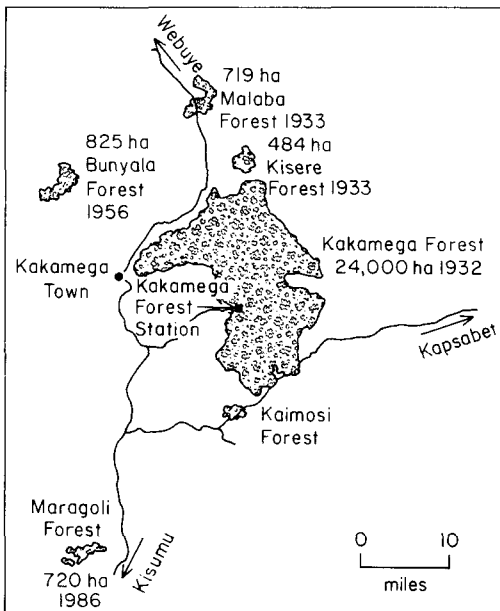 Webuye
719 ha
Malaba
Forest 1933
825 ha
Bunyala
Forest
1956
484 ha
Kisere
Forest 1933
Kakamega Forest
24,000 ha 1932
Kakamega
Town
Kakamega
Forest
Station
Kapsabet
Kaimosi
Forest
Maragoli
Forest
720 ha
1986
Kisumu
0 10
miles